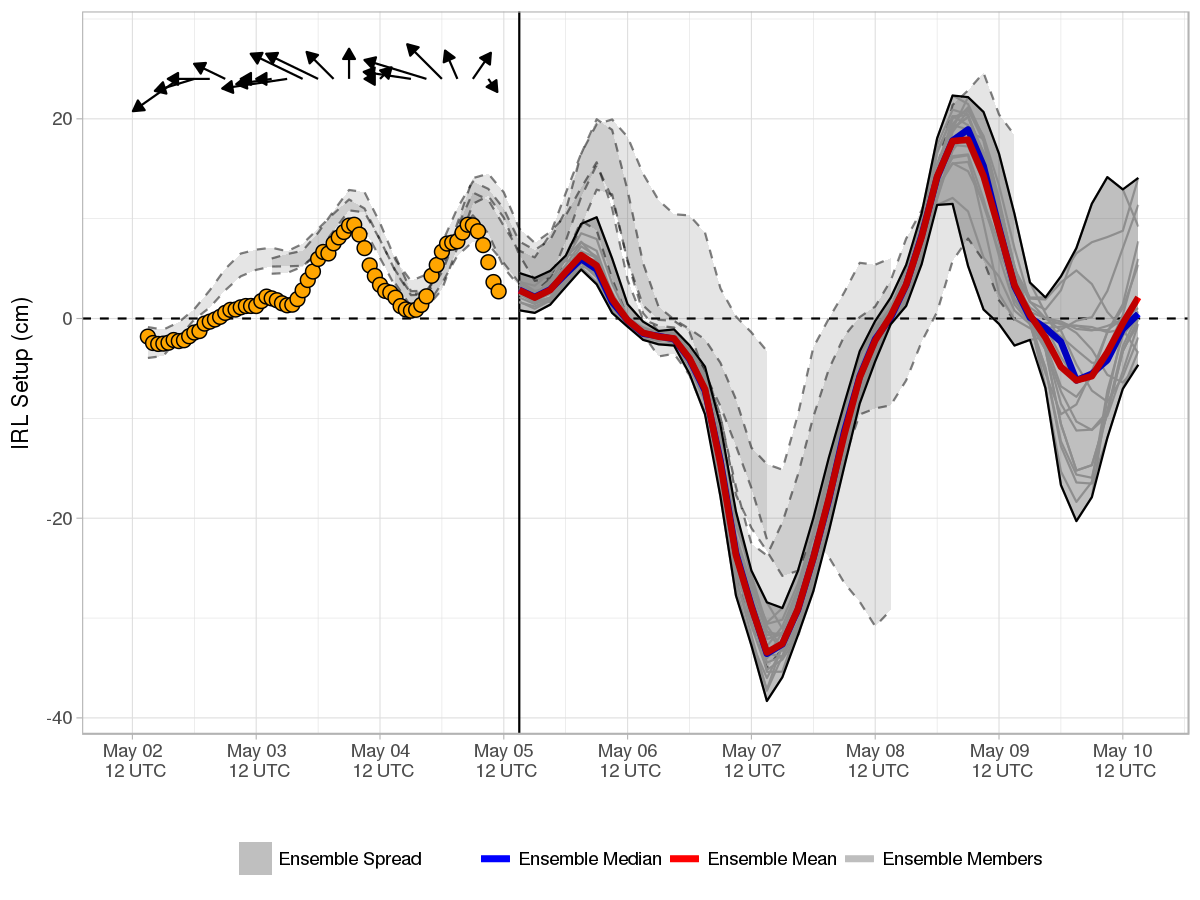 IRL Setup (cm)
20
0
-20
-40
May 02 May 03 May 04 May 05 May 06 May 07 May 08 May 09 May 10
12 UTC 12 UTC 12 UTC 12 UTC 12 UTC 12 UTC 12 UTC 12 UTC 12 UTC
Ensemble Spread Ensemble Median Ensemble Mean Ensemble Members